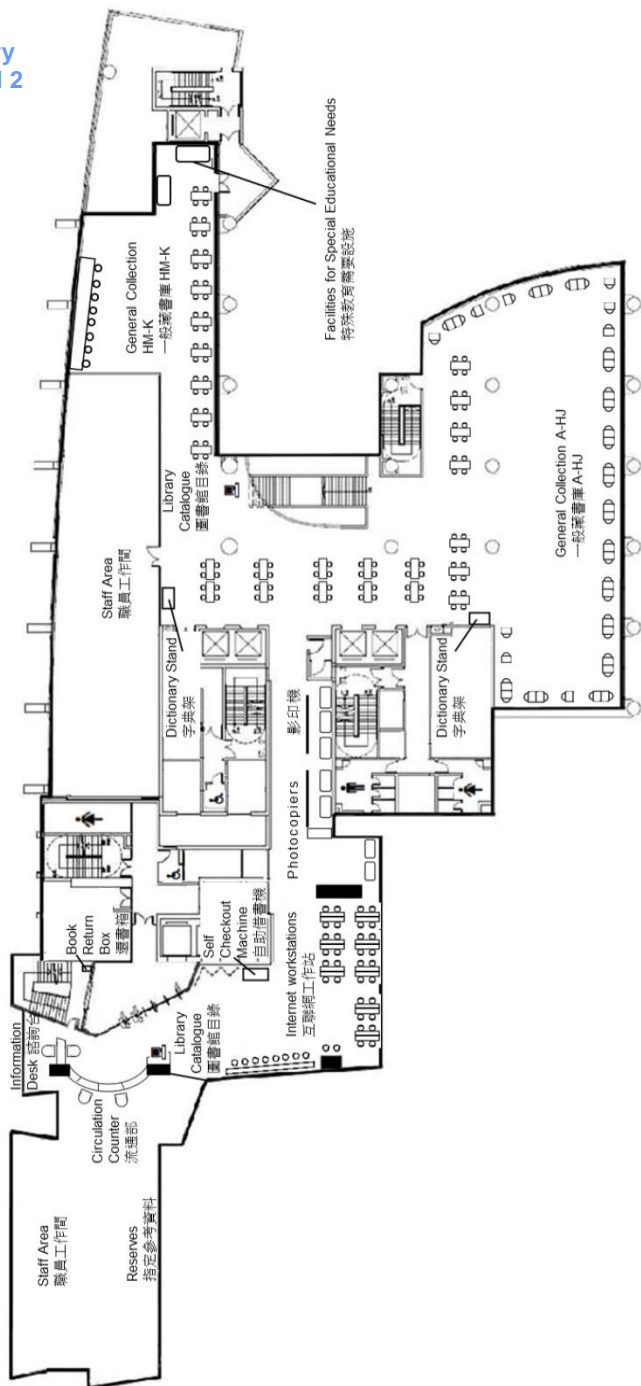 ry
l 2
Information
Desk 諮詢台
Staff Area
職員工作間
Circulation
Counter
流通部
Reserves
指定參考資料
Book
Return
Box
還書箱
Library
Catalogue
圖書館目錄
Self
Checkout
Machine
自助借書機
Internet workstations
互聯網工作站
Photocopiers 影印機
Staff Area
職員工作間
Dictionary Stand
字典架
Library
Catalogue
圖書館目錄
General Collection
HM-K
一般藏書庫 HM-K
Facilities for Special Educational Needs
特殊教育需要設施
Dictionary Stand
字典架
General Collection A-HJ
一般藏書庫 A-HJ